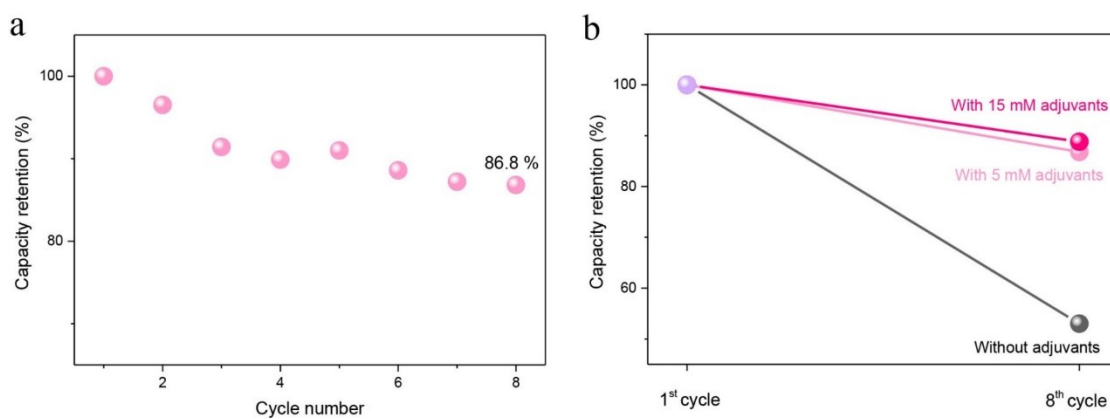 a
Capacity retention (%)
100
80
86.8 %
2
4
6
8
Cycle number
b
Capacity retention (%)
100
80
60
With 15 mM adjuvants
With 5 mM adjuvants
Without adjuvants
1st cycle
8th cycle